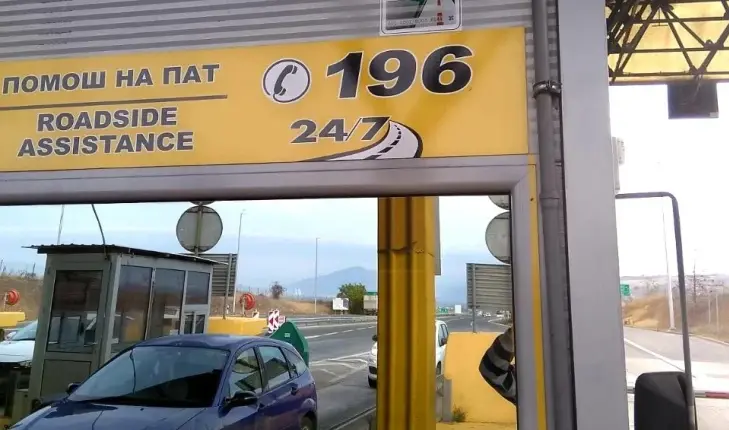 ПОМОШ НА ПАТ
ROADSIDE
ASSISTANCE
196
24/7